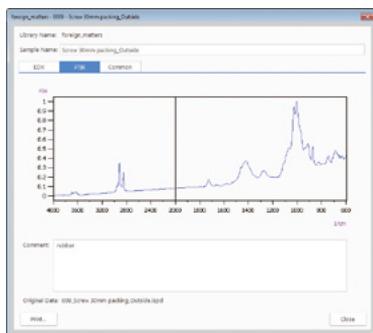 foreign_matters - 009 - Screw 30mm packing_Outside
Library Name: foreign_matters
Sample Name: Screw 30mm packing_Outside
EDX FTIR Common
Abs
1
0.9
0.8
0.7
0.6
0.5
0.4
0.3
0.2
0.1
0
4000 3600 3200 2800 2400 2000 1800 1600 1400 1200 1000 800 600
1/cm
Comment: rubber
Original Data: 009_Screw 30mm packing_Outside.ispd
Print... Close